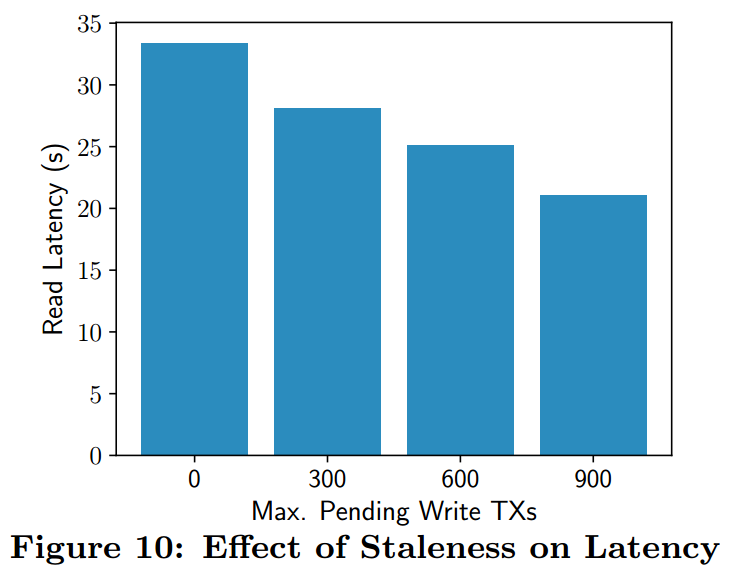 35
30
25
20
15
10
5
0
Read Latency (s)
0 300 600 900
Max. Pending Write TXs
Figure 10: Effect of Staleness on Latency